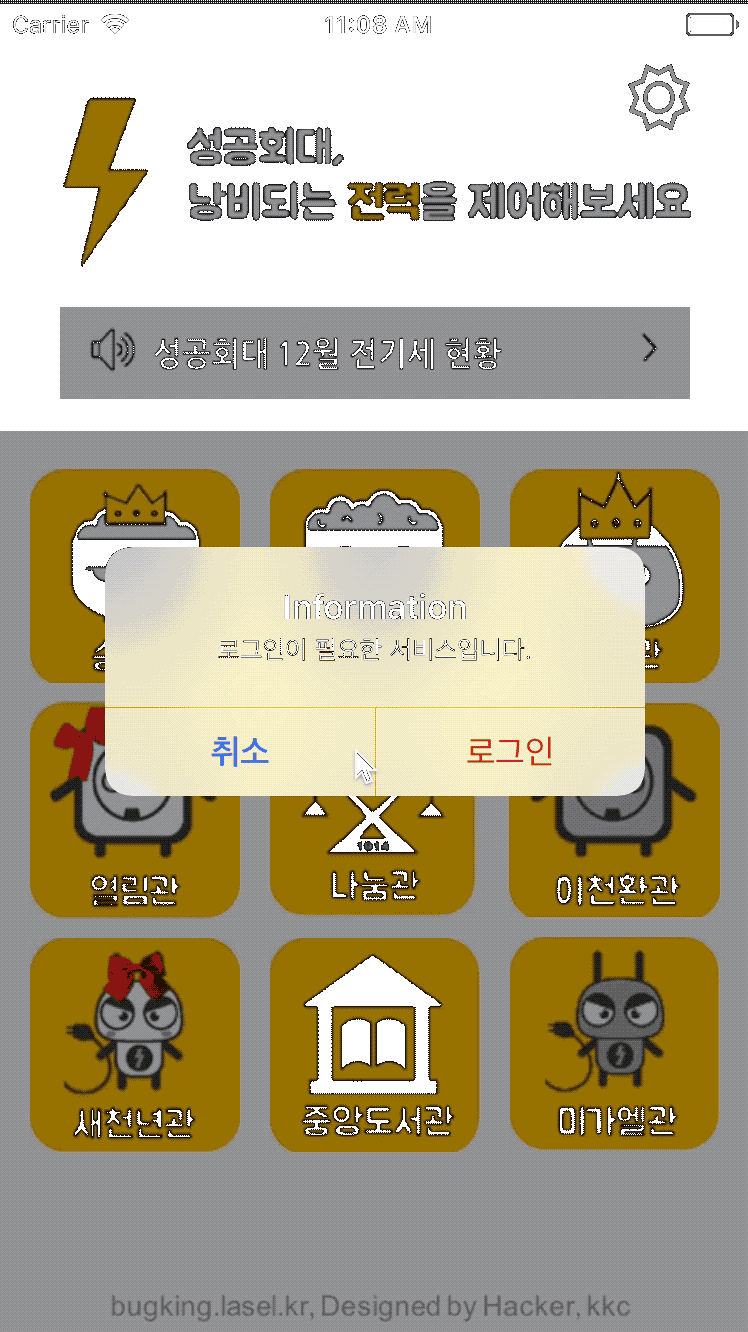 Carrier 11:08 AM
성공회대,
낭비되는 전력을 제어해보세요
성공회대 12월 전기세 현황
Information
로그인이 필요한 서비스입니다.
취소 로그인
1914
열림관 나눔관 이천환관
새천년관 중앙도서관 미가엘관
bugking.lasel.kr, Designed by Hacker, kkc